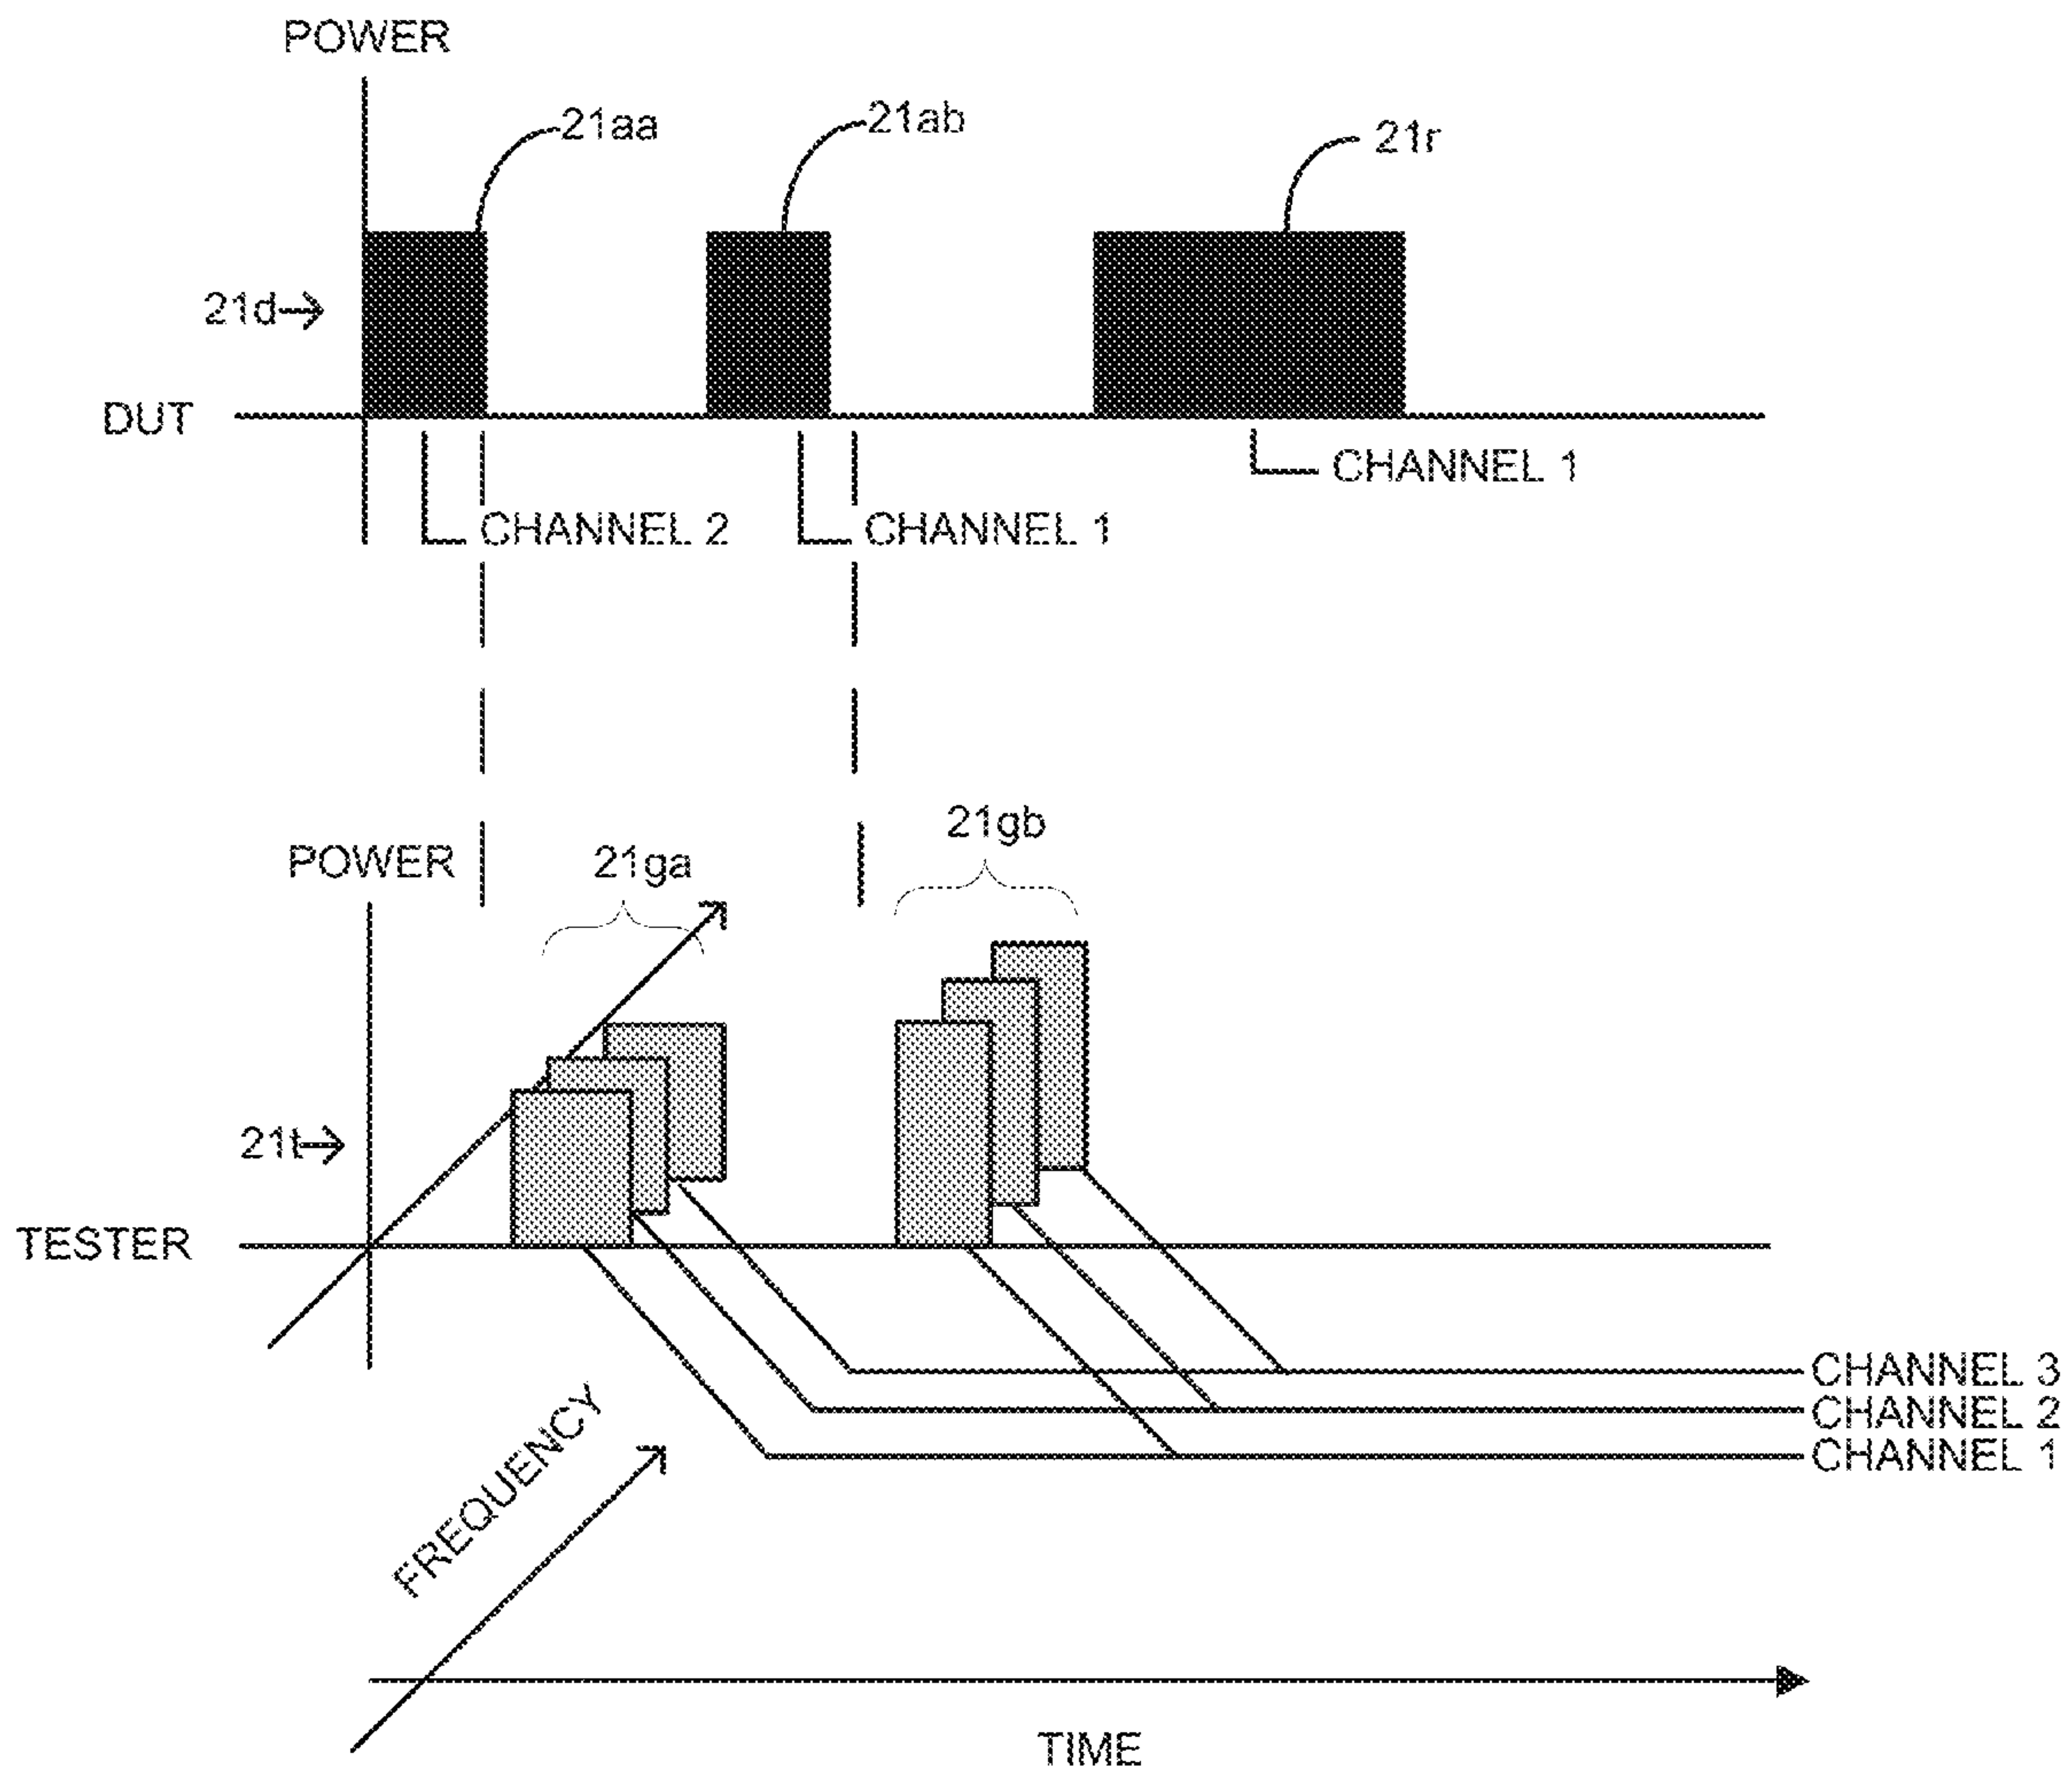 POWER
21aa
21ab
21r
21d
DUT
CHANNEL 1
CHANNEL 2
CHANNEL 1
21gb
POWER
21ga
21t
TESTER
CHANNEL 3
CHANNEL 2
CHANNEL 1
FREQUENCY
TIME